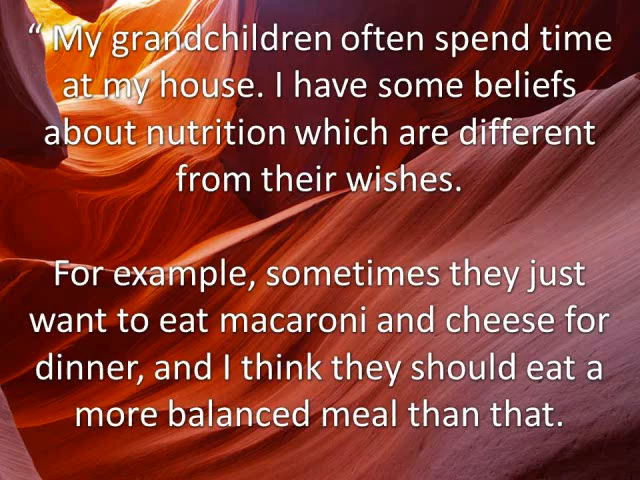 “ My grandchildren often spend time
at my house. I have some beliefs
about nutrition which are different
from their wishes.
For example, sometimes they just
want to eat macaroni and cheese for
dinner, and I think they should eat a
more balanced meal than that.